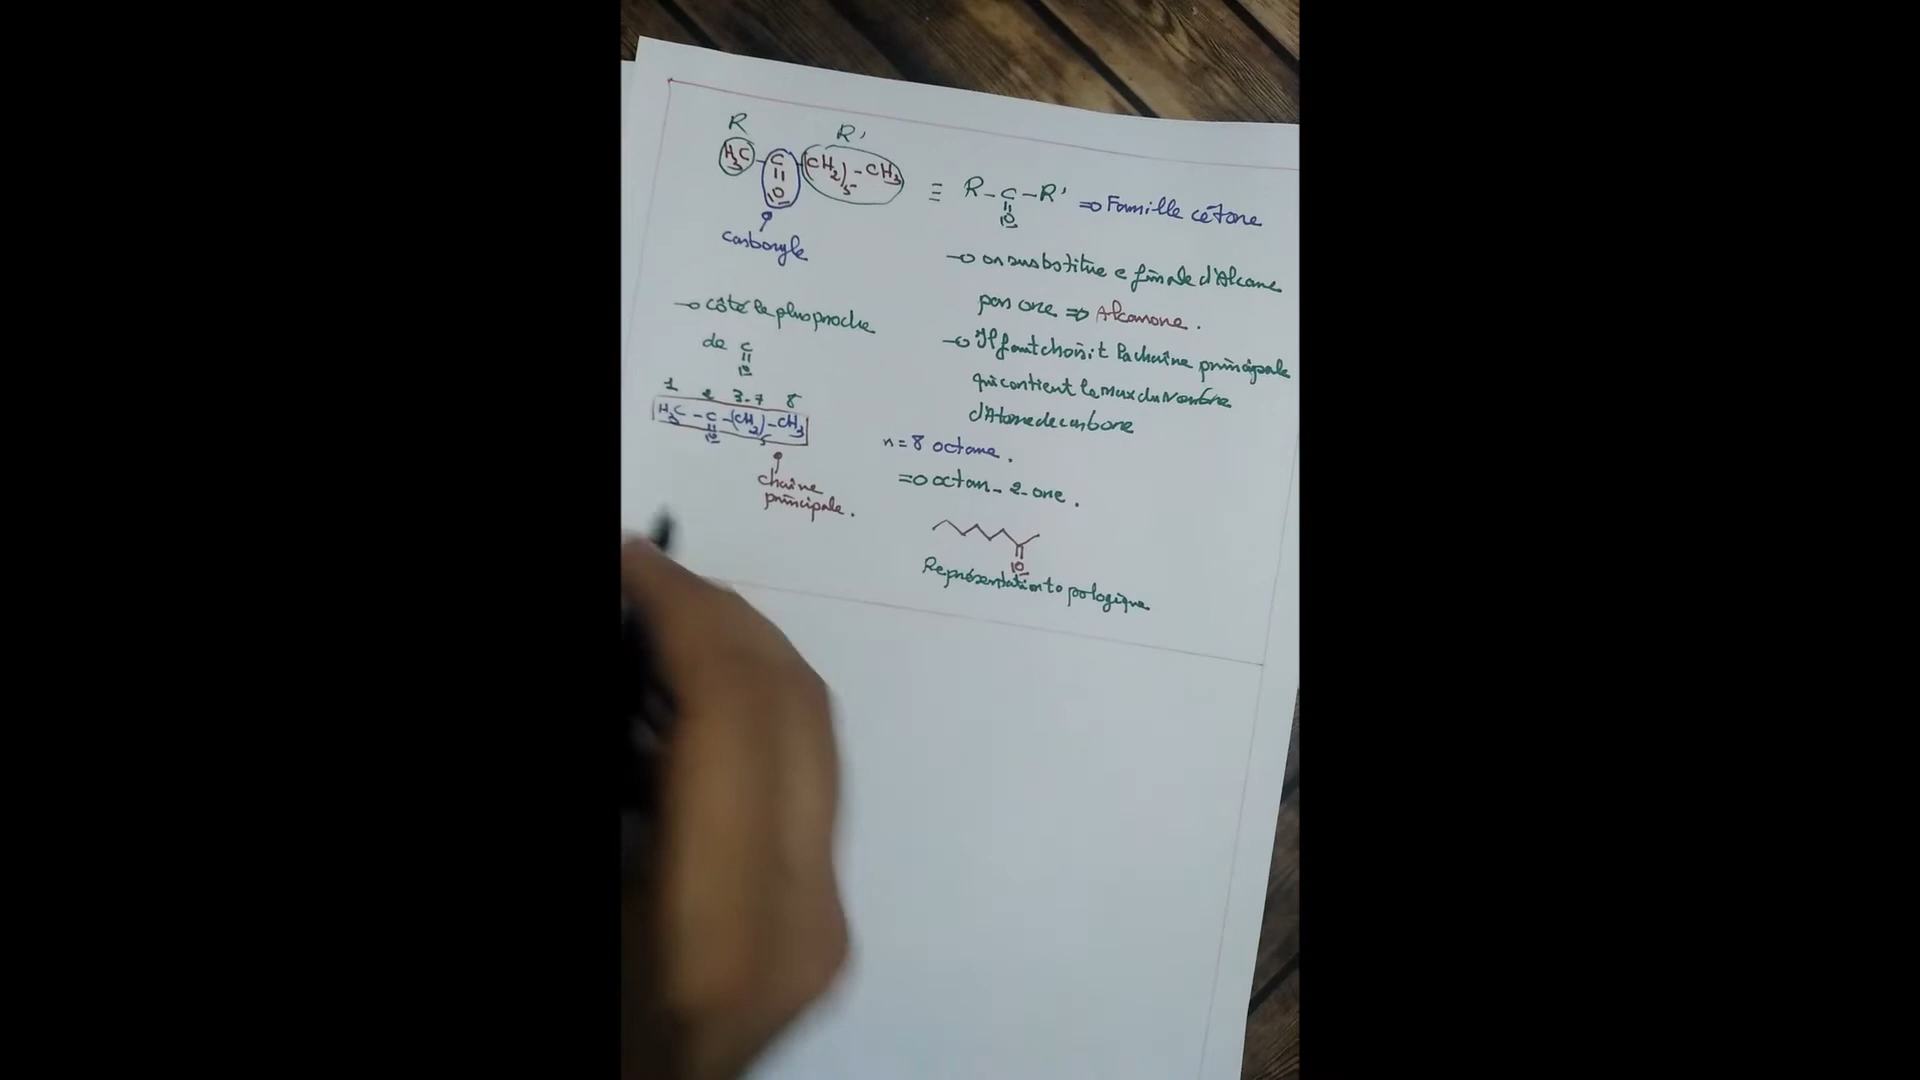 R R'
H3C - C - (CH2)5 - CH3
||
O
carbonyle
≡ R - C - R' ⇒ Famille cétone
||
O
→ on substitue e finale d'Alcane
par one ⇒ Alcanone.
→ Il faut choisit la chaîne principale
qui contient le max du Nombre
d'Atome de carbone
→ côté le plus proche
de C
||
O
1 2 3-7 8
H3C - C - (CH2)5 - CH3
||
O
chaîne
principale.
n = 8 octane.
⇒ octan-2-one.
O
Représentation topologique